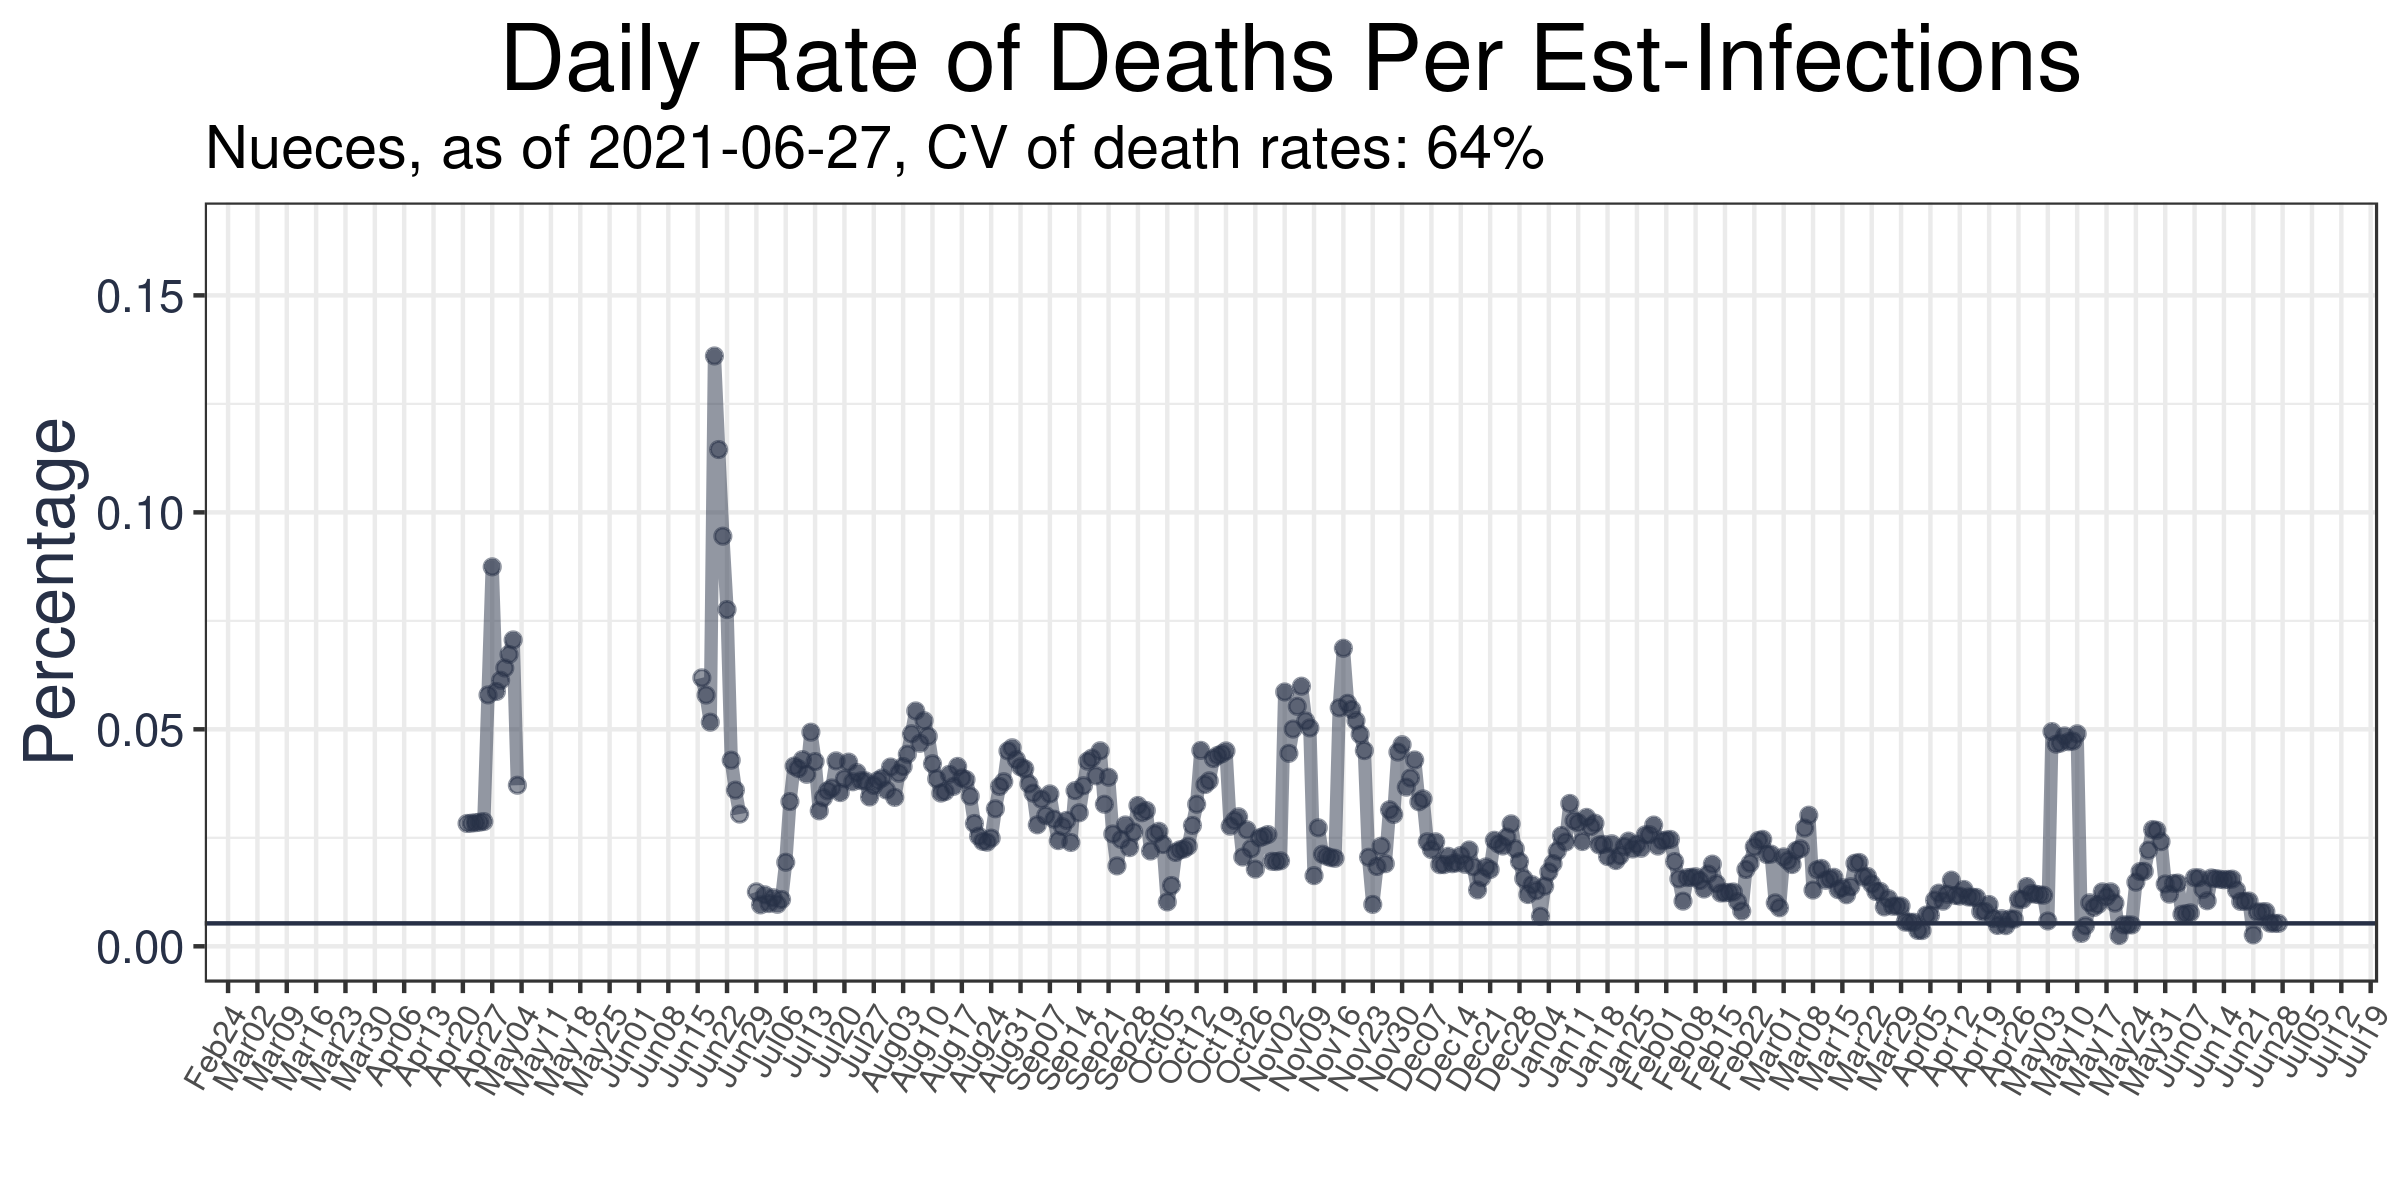 Daily Rate of Deaths Per Est-Infections
Nueces, as of 2021-06-27, CV of death rates: 64%
Percentage
0.15
0.10
0.05
0.00
Feb24
Mar02
Mar09
Mar16
Mar23
Mar30
Apr06
Apr13
Apr20
Apr27
May04
May11
May18
May25
Jun01
Jun08
Jun15
Jun22
Jun29
Jul06
Jul13
Jul20
Jul27
Aug03
Aug10
Aug17
Aug24
Aug31
Sep07
Sep14
Sep21
Sep28
Oct05
Oct12
Oct19
Oct26
Nov02
Nov09
Nov16
Nov23
Nov30
Dec07
Dec14
Dec21
Dec28
Jan04
Jan11
Jan18
Jan25
Feb01
Feb08
Feb15
Feb22
Mar01
Mar08
Mar15
Mar22
Mar29
Apr05
Apr12
Apr19
Apr26
May03
May10
May17
May24
May31
Jun07
Jun14
Jun21
Jun28
Jul05
Jul12
Jul19